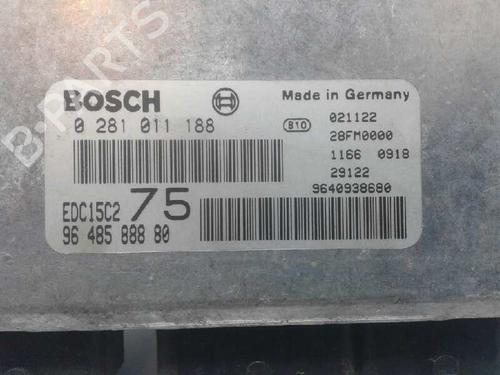 BOSCH
Made in Germany
0 281 011 188
B10
021122
28FM0000
1166 0918
29122
9640938680
EDC15C2 75
96 485 888 80
B-PARTS